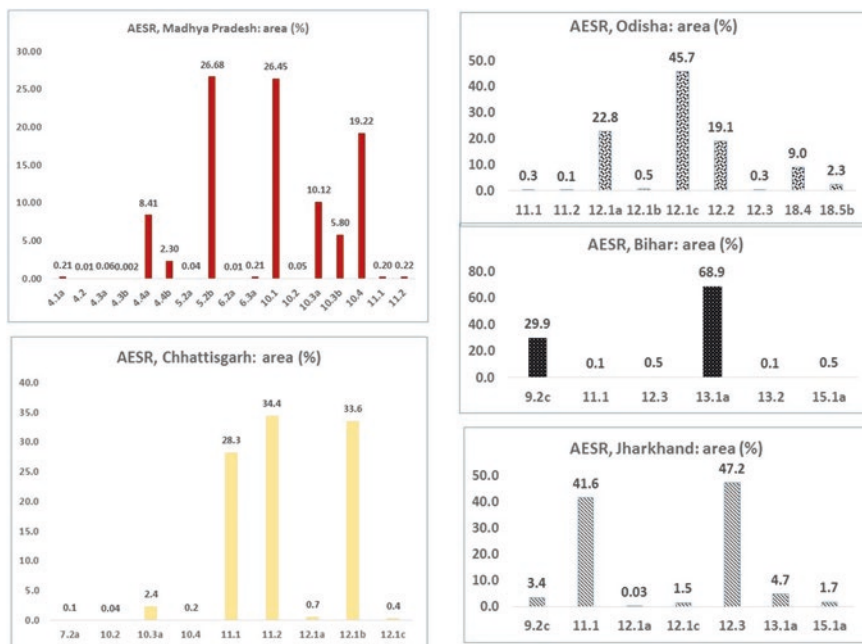 AESR, Madhya Pradesh: area (%)
30.00
25.00
20.00
15.00
10.00
5.00
0.00
0.21 0.01 0.06 0.002 8.41 2.30 0.04 26.68 0.01 0.21 26.45 0.05 10.12 5.80 19.22 0.20 0.22
4.1a 4.2 4.3a 4.3b 4.4a 4.4b 5.2a 5.2b 6.2a 6.3a 10.1 10.2 10.3a 10.3b 10.4 11.1 11.2
AESR, Chhattisgarh: area (%)
40.0
35.0
30.0
25.0
20.0
15.0
10.0
5.0
0.0
0.1 0.04 2.4 0.2 28.3 34.4 0.7 33.6 0.4
7.2a 10.2 10.3a 10.4 11.1 11.2 12.1a 12.1b 12.1c
AESR, Odisha: area (%)
50.0
40.0
30.0
20.0
10.0
0.0
0.3 0.1 22.8 0.5 45.7 19.1 0.3 9.0 2.3
11.1 11.2 12.1a 12.1b 12.1c 12.2 12.3 18.4 18.5b
AESR, Bihar: area (%)
80.0
60.0
40.0
20.0
0.0
29.9 0.1 0.5 68.9 0.1 0.5
9.2c 11.1 12.3 13.1a 13.2 15.1a
AESR, Jharkhand: area (%)
50.0
40.0
30.0
20.0
10.0
0.0
3.4 41.6 0.03 1.5 47.2 4.7 1.7
9.2c 11.1 12.1a 12.1c 12.3 13.1a 15.1a